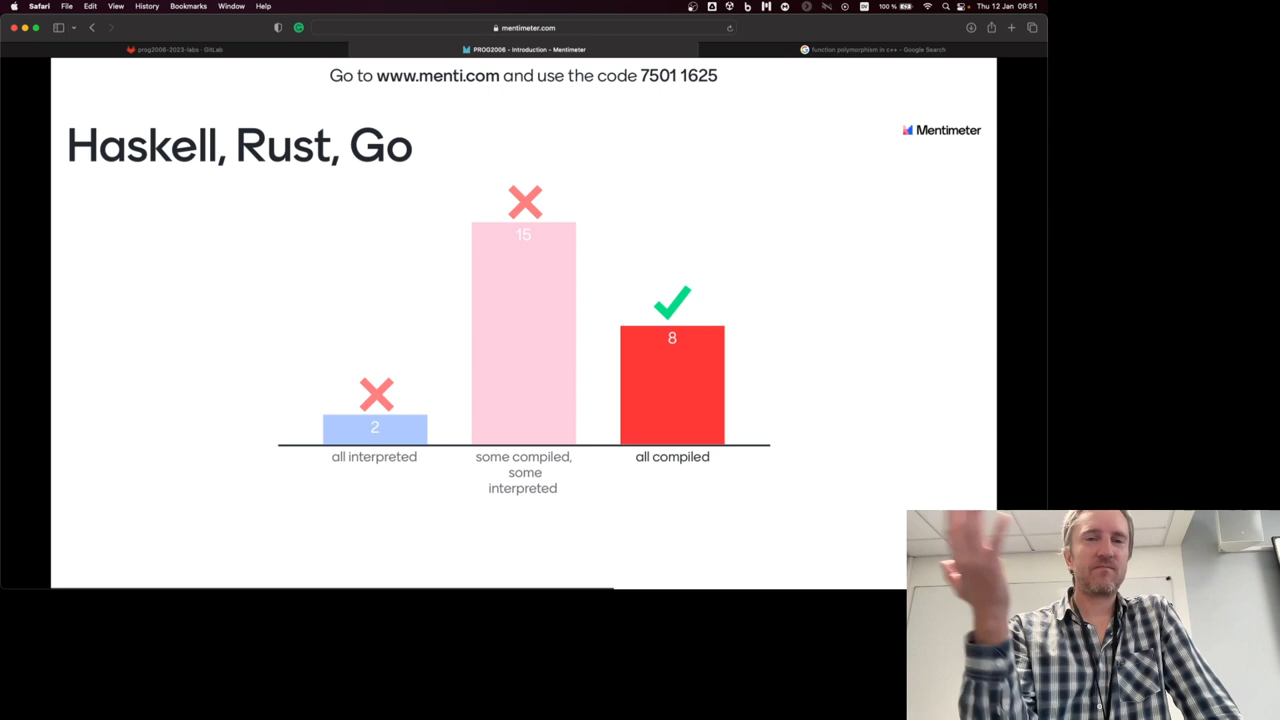 Safari File Edit View History Bookmarks Window Help 100 % Thu 12 Jan 09:51
mentimeter.com
prog2006-2023-labs · GitLab
PROG2006 - Introduction - Mentimeter
function polymorphism in c++ - Google Search
Go to www.menti.com and use the code 7501 1625
Mentimeter
Haskell, Rust, Go
15
8
2
all interpreted
some compiled,
some
interpreted
all compiled